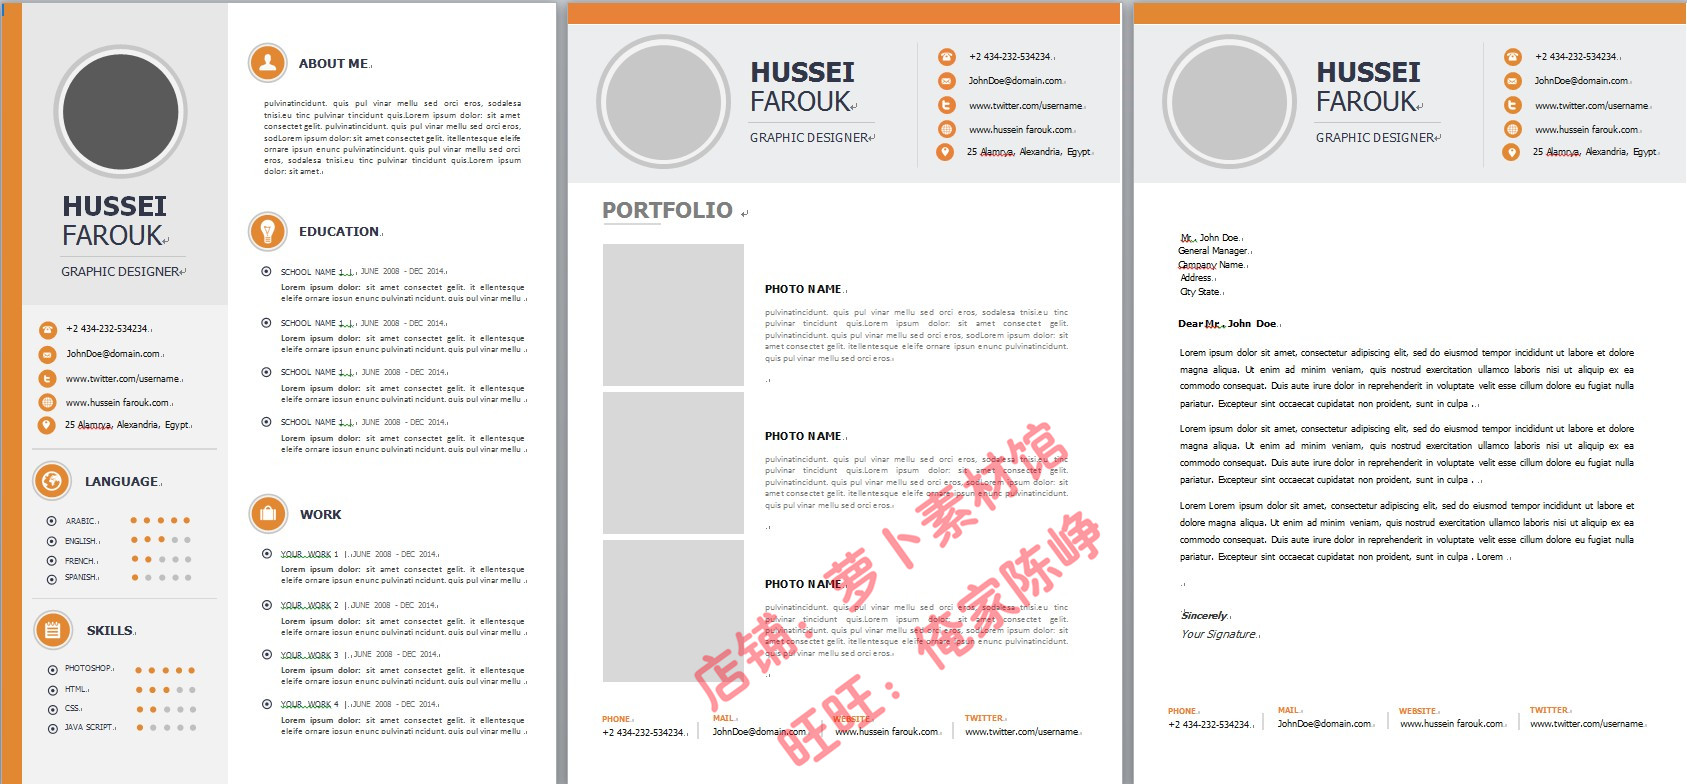 HUSSEI
FAROUK
GRAPHIC DESIGNER
+2 434-232-534234.
JohnDoe@domain.com
www.twitter.com/username
www.hussein farouk.com
25 Alamrya, Alexandria, Egypt
LANGUAGE
ARABIC.
ENGLISH.
FRENCH.
SPANISH.
SKILLS
PHOTOSHOP.
HTML.
CSS.
JAVA SCRIPT.
ABOUT ME
pulvinatincidunt. quis pul vinar mellu sed orci eros, sodalesa
tnisi.eu tinc pulvinar tincidunt quis.Lorem ipsum dolor: sit amet
consectet gelit. pulvinatincidunt. quis pul vinar mellu sed orci eros,
sodLorem ipsum dolor: sit amet consectet gelit. itellentesque eleife
ornare ipsun enunc pulvinatincidunt. quis pul vinar mellu sed orci
eros, sodalesa tnisi.eu tinc pulvinar tincidunt quis.Lorem ipsum
dolor: sit amet.
EDUCATION
SCHOOL NAME 1 | JUNE 2008 - DEC 2014.
Lorem ipsum dolor: sit amet consectet gelit. it ellentesque
eleife ornare ipsun enunc pulvinati ncidunt. quis pul vinar mellu .
SCHOOL NAME 1 | JUNE 2008 - DEC 2014.
Lorem ipsum dolor: sit amet consectet gelit. it ellentesque
eleife ornare ipsun enunc pulvinati ncidunt. quis pul vinar mellu .
SCHOOL NAME 1 | JUNE 2008 - DEC 2014.
Lorem ipsum dolor: sit amet consectet gelit. it ellentesque
eleife ornare ipsun enunc pulvinati ncidunt. quis pul vinar mellu .
SCHOOL NAME 1 | JUNE 2008 - DEC 2014.
Lorem ipsum dolor: sit amet consectet gelit. it ellentesque
eleife ornare ipsun enunc pulvinati ncidunt. quis pul vinar mellu .
WORK
YOUR WORK 1 | JUNE 2008 - DEC 2014.
Lorem ipsum dolor: sit amet consectet gelit. it ellentesque
eleife ornare ipsun enunc pulvinati ncidunt. quis pul vinar mellu .
YOUR WORK 2 | JUNE 2008 - DEC 2014.
Lorem ipsum dolor: sit amet consectet gelit. it ellentesque
eleife ornare ipsun enunc pulvinati ncidunt. quis pul vinar mellu .
YOUR WORK 3 | JUNE 2008 - DEC 2014.
Lorem ipsum dolor: sit amet consectet gelit. it ellentesque
eleife ornare ipsun enunc pulvinati ncidunt. quis pul vinar mellu .
YOUR WORK 4 | JUNE 2008 - DEC 2014.
Lorem ipsum dolor: sit amet consectet gelit. it ellentesque
eleife ornare ipsun enunc pulvinati ncidunt. quis pul vinar mellu .
HUSSEI
FAROUK
GRAPHIC DESIGNER
+2 434-232-534234.
JohnDoe@domain.com
www.twitter.com/username
www.hussein farouk.com
25 Alamrya, Alexandria, Egypt
PORTFOLIO
PHOTO NAME
pulvinatincidunt. quis pul vinar mellu sed orci eros, sodalesa tnisi.eu tinc
pulvinar tincidunt quis.Lorem ipsum dolor: sit amet consectet gelit.
pulvinatincidunt. quis pul vinar mellu sed orci eros, sodLorem ipsum dolor: sit
amet consectet gelit. itellentesque eleife ornare ipsun enunc pulvinatincidunt.
quis pul vinar mellu sed orci eros.
PHOTO NAME
pulvinatincidunt. quis pul vinar mellu sed orci eros, sodalesa tnisi.eu tinc
pulvinar tincidunt quis.Lorem ipsum dolor: sit amet consectet gelit.
pulvinatincidunt. quis pul vinar mellu sed orci eros, sodLorem ipsum dolor: sit
amet consectet gelit. itellentesque eleife ornare ipsun enunc pulvinatincidunt.
quis pul vinar mellu sed orci eros.
PHOTO NAME
pulvinatincidunt. quis pul vinar mellu sed orci eros, sodalesa tnisi.eu tinc
pulvinar tincidunt quis.Lorem ipsum dolor: sit amet consectet gelit.
pulvinatincidunt. quis pul vinar mellu sed orci eros, sodLorem ipsum dolor: sit
amet consectet gelit. itellentesque eleife ornare ipsun enunc pulvinatincidunt.
quis pul vinar mellu sed orci eros.
店铺：萝卜素材馆
旺旺：俺家陈峥
PHONE MAIL WEBSITE TWITTER
+2 434-232-534234. JohnDoe@domain.com www.hussein farouk.com www.twitter.com/username
HUSSEI
FAROUK
GRAPHIC DESIGNER
+2 434-232-534234.
JohnDoe@domain.com
www.twitter.com/username
www.hussein farouk.com
25 Alamrya, Alexandria, Egypt
Mr. John Doe.
General Manager.
Campany Name.
Address.
City State.
Dear Mr. John Doe
Lorem ipsum dolor sit amet, consectetur adipiscing elit, sed do eiusmod tempor incididunt ut labore et dolore
magna aliqua. Ut enim ad minim veniam, quis nostrud exercitation ullamco laboris nisi ut aliquip ex ea
commodo consequat. Duis aute irure dolor in reprehenderit in voluptate velit esse cillum dolore eu fugiat nulla
pariatur. Excepteur sint occaecat cupidatat non proident, sunt in culpa .
Lorem ipsum dolor sit amet, consectetur adipiscing elit, sed do eiusmod tempor incididunt ut labore et dolore
magna aliqua. Ut enim ad minim veniam, quis nostrud exercitation ullamco laboris nisi ut aliquip ex ea
commodo consequat. Duis aute irure dolor in reprehenderit in voluptate velit esse cillum dolore eu fugiat nulla
pariatur. Excepteur sint occaecat cupidatat non proident, sunt in culpa .
Lorem Lorem ipsum dolor sit amet, consectetur adipiscing elit, sed do eiusmod tempor incididunt ut labore et
dolore magna aliqua. Ut enim ad minim veniam, quis nostrud exercitation ullamco laboris nisi ut aliquip ex ea
commodo consequat. Duis aute irure dolor in reprehenderit in voluptate velit esse cillum dolore eu fugiat nulla
pariatur. Excepteur sint occaecat cupidatat non proident, sunt in culpa . Lorem .
Sincerely
Your Signature
PHONE MAIL WEBSITE TWITTER
+2 434-232-534234. JohnDoe@domain.com www.hussein farouk.com www.twitter.com/username